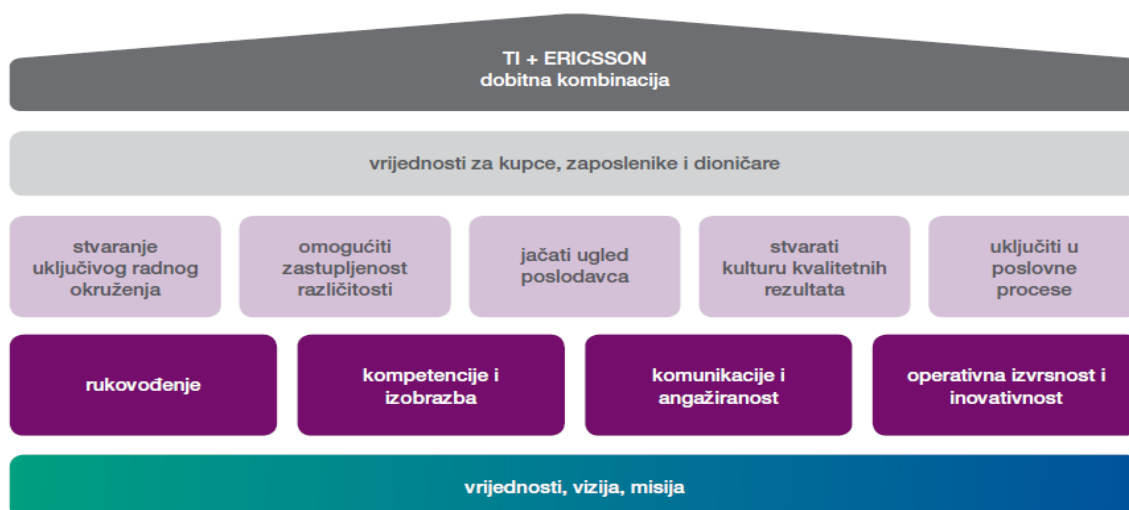 TI + ERICSSON
dobitna kombinacija
vrijednosti za kupce, zaposlenike i dioničare
stvaranje
uključivog radnog
okruženja
omogućiti
zastupljenost
različitosti
jačati ugled
poslodavca
stvarati
kulturu kvalitetnih
rezultata
uključiti u
poslovne
procese
rukovođenje
kompetencije i
izobrazba
komunikacije i
angažiranost
operativna izvrsnost i
inovativnost
vrijednosti, vizija, misija